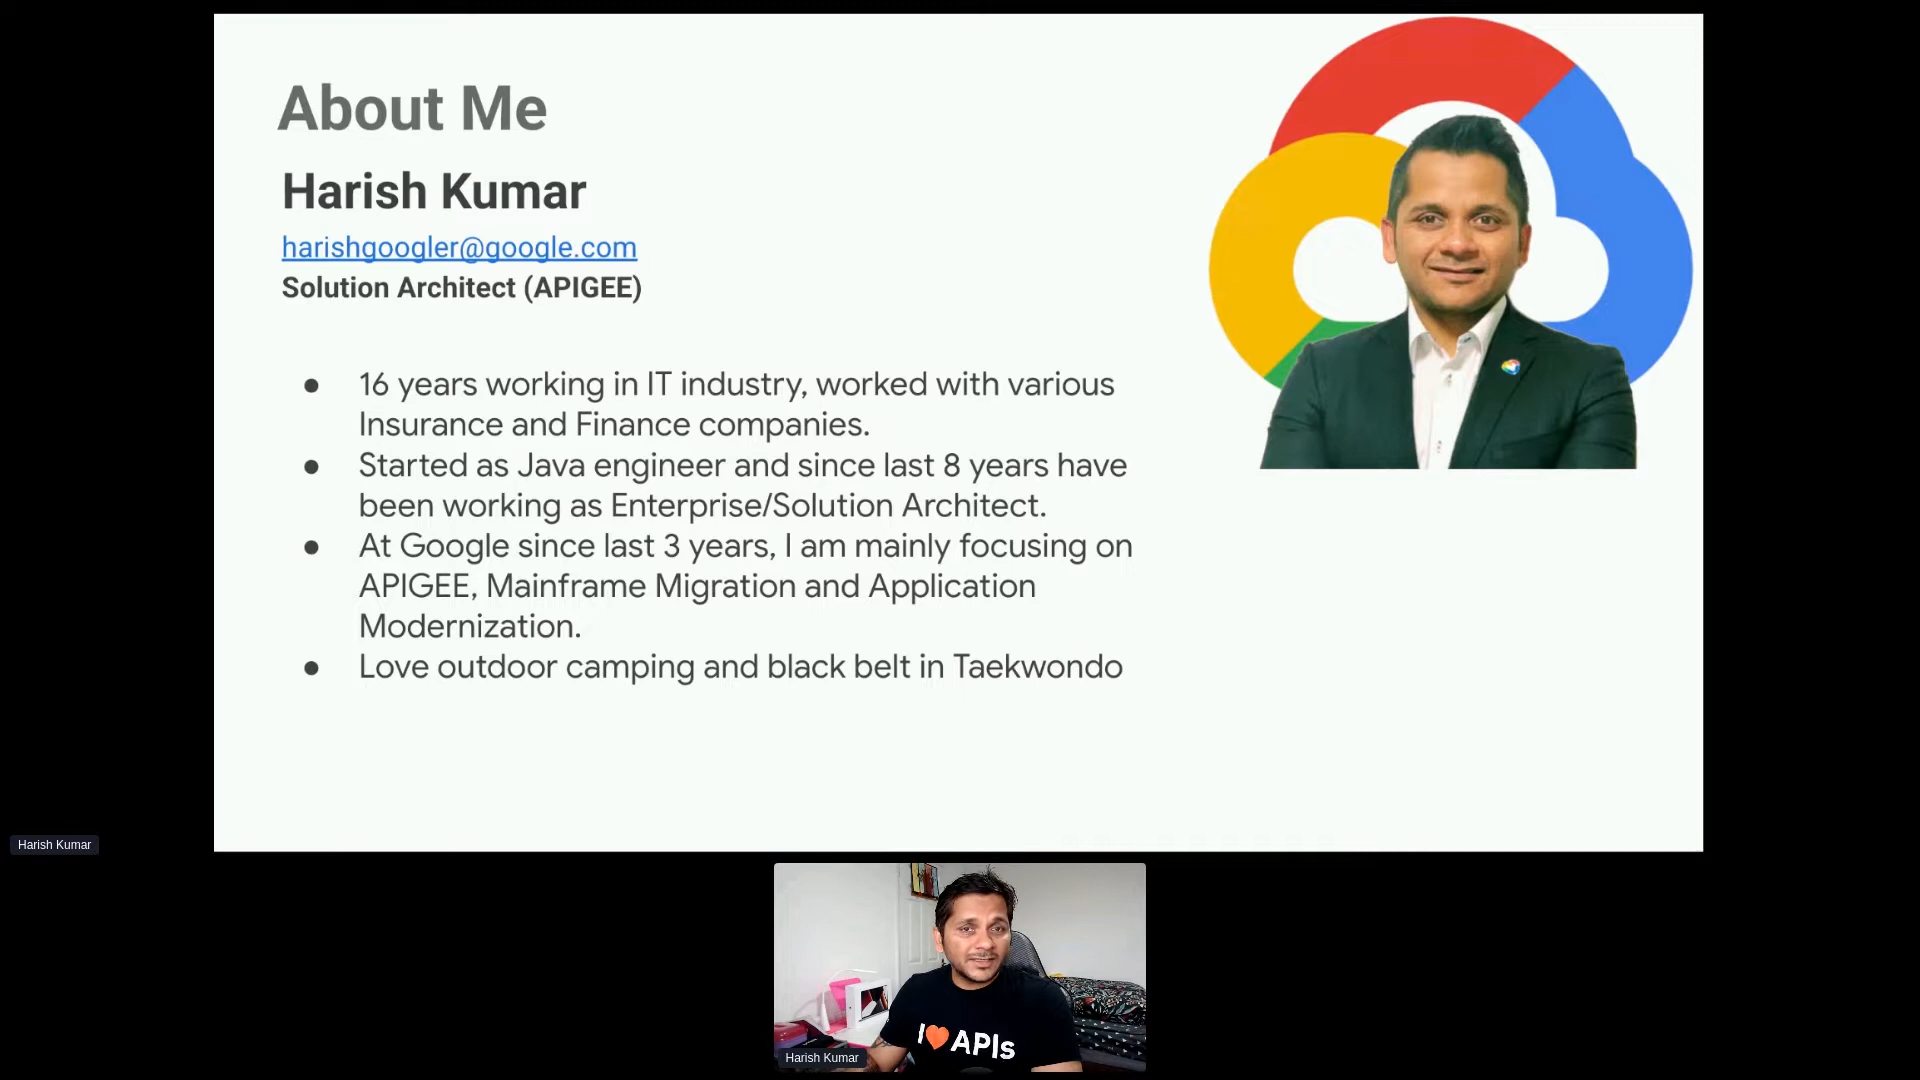 About Me
Harish Kumar
harishgoogler@google.com
Solution Architect (APIGEE)
● 16 years working in IT industry, worked with various
Insurance and Finance companies.
● Started as Java engineer and since last 8 years have
been working as Enterprise/Solution Architect.
● At Google since last 3 years, I am mainly focusing on
APIGEE, Mainframe Migration and Application
Modernization.
● Love outdoor camping and black belt in Taekwondo
Harish Kumar
I🧡APIs
Harish Kumar